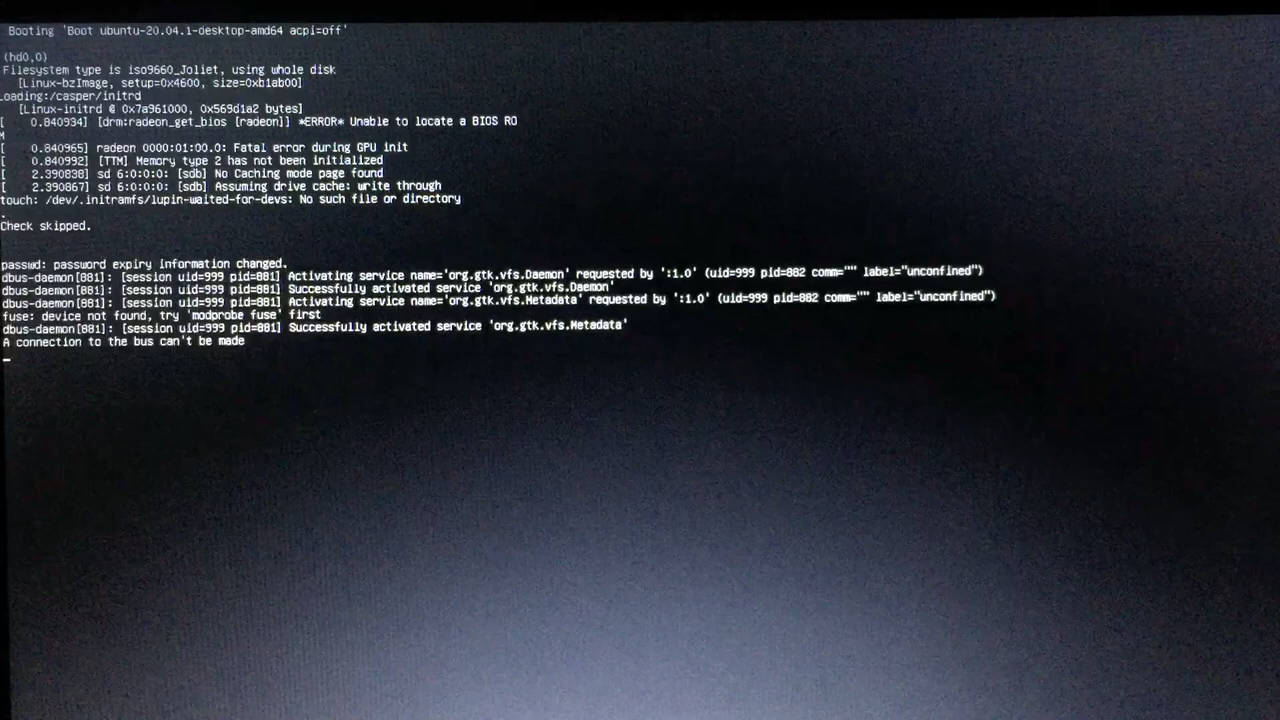 Booting 'Boot ubuntu-20.04.1-desktop-amd64 acpi=off'
(hd0,0)
Filesystem type is iso9660_Joliet, using whole disk
[Linux-bzImage, setup=0x4600, size=0xb1ab00]
Loading:/casper/initrd
[Linux-initrd @ 0x7a961000, 0x569d1a2 bytes]
[    0.840934] [drm:radeon_get_bios [radeon]] *ERROR* Unable to locate a BIOS RO
M
[    0.840965] radeon 0000:01:00.0: Fatal error during GPU init
[    0.840992] [TTM] Memory type 2 has not been initialized
[    2.390838] sd 6:0:0:0: [sdb] No Caching mode page found
[    2.390867] sd 6:0:0:0: [sdb] Assuming drive cache: write through
touch: /dev/.initramfs/lupin-waited-for-devs: No such file or directory
.
Check skipped.
passwd: password expiry information changed.
dbus-daemon[881]: [session uid=999 pid=881] Activating service name='org.gtk.vfs.Daemon' requested by ':1.0' (uid=999 pid=882 comm="" label="unconfined")
dbus-daemon[881]: [session uid=999 pid=881] Successfully activated service 'org.gtk.vfs.Daemon'
dbus-daemon[881]: [session uid=999 pid=881] Activating service name='org.gtk.vfs.Metadata' requested by ':1.0' (uid=999 pid=882 comm="" label="unconfined")
fuse: device not found, try 'modprobe fuse' first
dbus-daemon[881]: [session uid=999 pid=881] Successfully activated service 'org.gtk.vfs.Metadata'
A connection to the bus can't be made
_